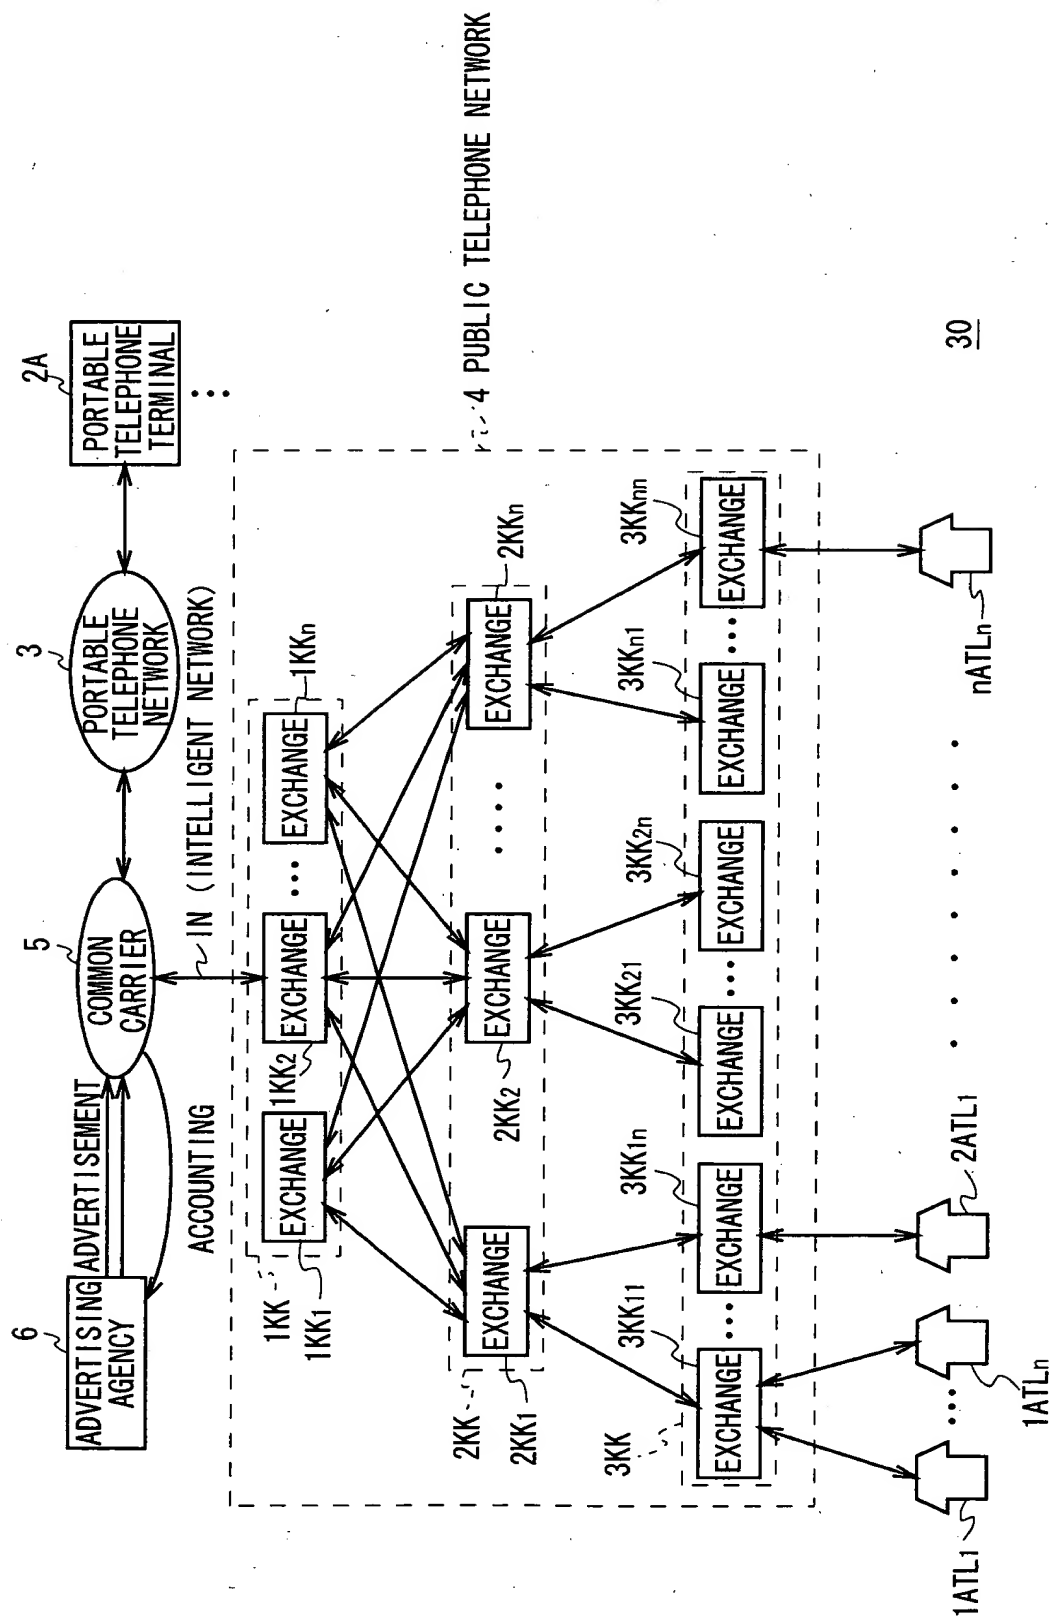 6
ADVERTISING
AGENCY
ADVERTISEMENT
ACCOUNTING
5
COMMON
CARRIER
IN (INTELLIGENT NETWORK)
3
PORTABLE
TELEPHONE
NETWORK
2A
PORTABLE
TELEPHONE
TERMINAL
4 PUBLIC TELEPHONE NETWORK
1KK
1KK1
EXCHANGE
1KK2
EXCHANGE
1KKn
EXCHANGE
2KK
2KK1
EXCHANGE
2KK2
EXCHANGE
2KKn
EXCHANGE
3KK
3KK11
EXCHANGE
3KK1n
EXCHANGE
3KK21
EXCHANGE
3KK2n
EXCHANGE
3KKn1
EXCHANGE
3KKnn
EXCHANGE
1ATL1
1ATLn
2ATL1
nATLn
30